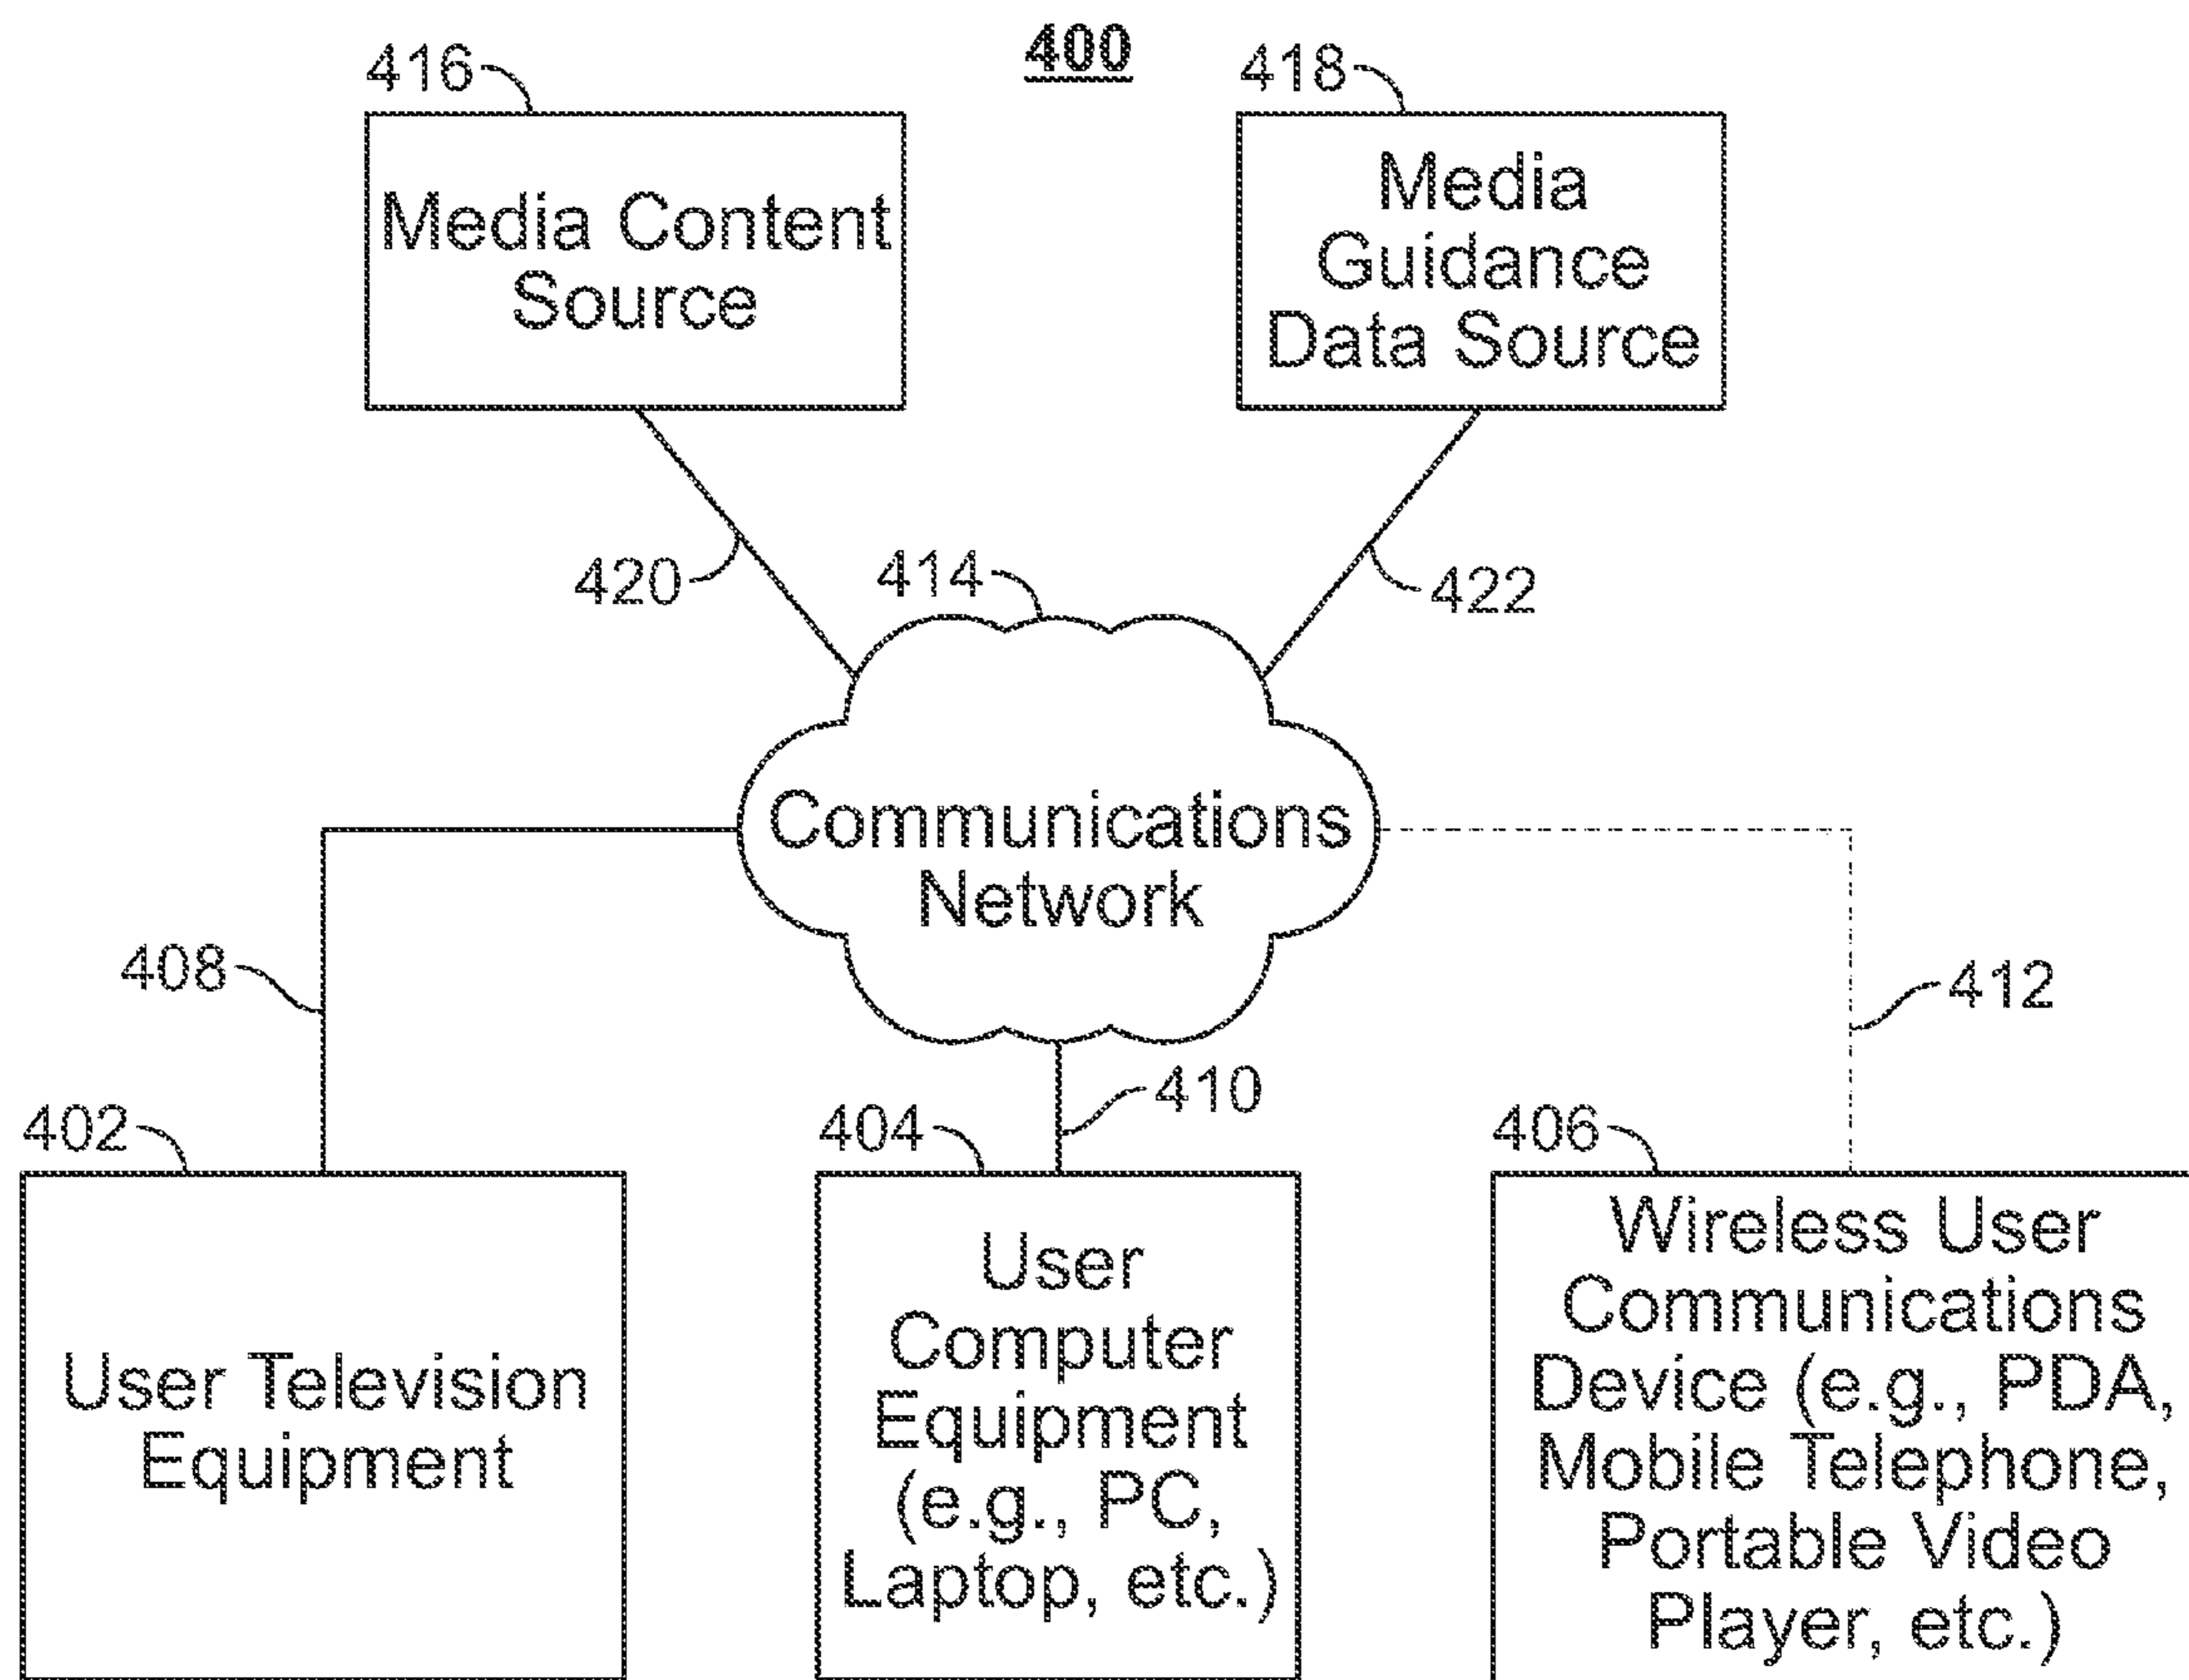 400
416
418
Media Content
Source
Media
Guidance
Data Source
420
414
422
Communications
Network
408
412
410
402
404
406
User Television
Equipment
User
Computer
Equipment
(e.g., PC,
Laptop, etc.)
Wireless User
Communications
Device (e.g., PDA,
Mobile Telephone,
Portable Video
Player, etc.)